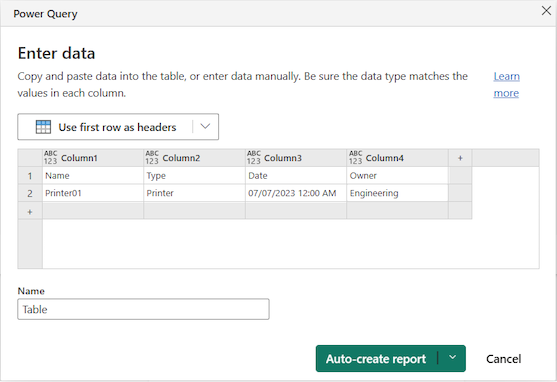 Power Query
Enter data
Copy and paste data into the table, or enter data manually. Be sure the data type matches the Learn
values in each column. more
Use first row as headers
ABC 123 Column1 ABC 123 Column2 ABC 123 Column3 ABC 123 Column4 +
1 Name Type Date Owner
2 Printer01 Printer 07/07/2023 12:00 AM Engineering
+
Name
Table
Auto-create report Cancel